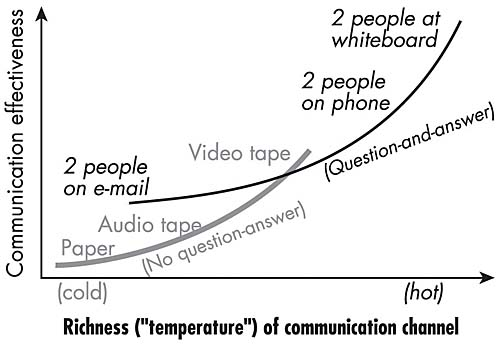 Communication effectiveness
2 people at
whiteboard
2 people
on phone
(Question-and-answer)
Video tape
2 people
on e-mail
Audio tape
(No question-answer)
Paper
(cold)
(hot)
Richness ("temperature") of communication channel